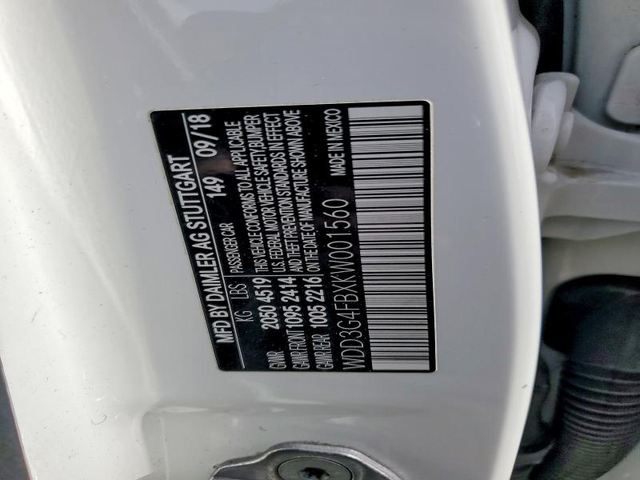 MFD BY DAIMLER AG STUTTGART
149 09/18
KG LBS PASSENGER CAR
GVWR 2050 4519
GAWR FRONT 1095 2414
GAWR REAR 1005 2216
THIS VEHICLE CONFORMS TO ALL APPLICABLE
U.S. FEDERAL MOTOR VEHICLE SAFETY, BUMPER
AND THEFT PREVENTION STANDARDS IN EFFECT
ON THE DATE OF MANUFACTURE SHOWN ABOVE
WDD3G4FBXKW001560
MADE IN MEXICO